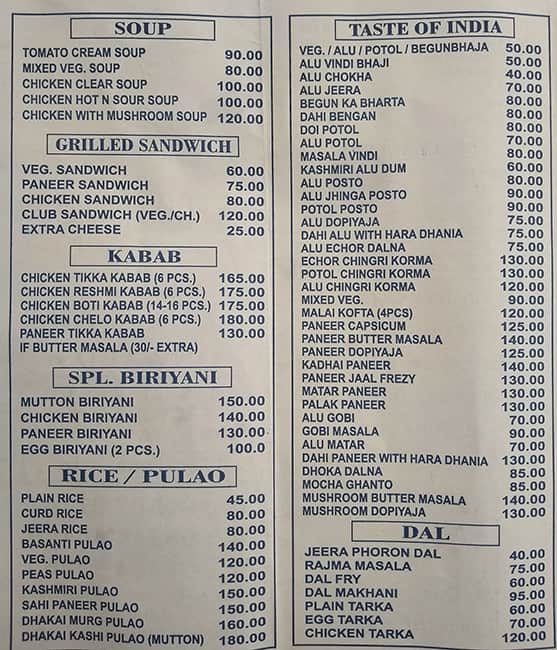 SOUP
TOMATO CREAM SOUP 90.00
MIXED VEG. SOUP 80.00
CHICKEN CLEAR SOUP 100.00
CHICKEN HOT N SOUR SOUP 100.00
CHICKEN WITH MUSHROOM SOUP 120.00
GRILLED SANDWICH
VEG. SANDWICH 60.00
PANEER SANDWICH 75.00
CHICKEN SANDWICH 80.00
CLUB SANDWICH (VEG./CH.) 120.00
EXTRA CHEESE 25.00
KABAB
CHICKEN TIKKA KABAB (6 PCS.) 165.00
CHICKEN RESHMI KABAB (6 PCS.) 175.00
CHICKEN BOTI KABAB (14-16 PCS.) 175.00
CHICKEN CHELO KABAB (6 PCS.) 180.00
PANEER TIKKA KABAB 130.00
IF BUTTER MASALA (30/- EXTRA)
SPL. BIRIYANI
MUTTON BIRIYANI 150.00
CHICKEN BIRIYANI 140.00
PANEER BIRIYANI 130.00
EGG BIRIYANI (2 PCS.) 100.0
RICE / PULAO
PLAIN RICE 45.00
CURD RICE 80.00
JEERA RICE 80.00
BASANTI PULAO 140.00
VEG. PULAO 120.00
PEAS PULAO 120.00
KASHMIRI PULAO 150.00
SAHI PANEER PULAO 150.00
DHAKAI MURG PULAO 160.00
DHAKAI KASHI PULAO (MUTTON) 180.00
TASTE OF INDIA
VEG. / ALU / POTOL / BEGUNBHAJA 50.00
ALU VINDI BHAJI 50.00
ALU CHOKHA 40.00
ALU JEERA 70.00
BEGUN KA BHARTA 80.00
DAHI BENGAN 80.00
DOI POTOL 80.00
ALU POTOL 70.00
MASALA VINDI 80.00
KASHMIRI ALU DUM 80.00
ALU POSTO 80.00
ALU JHINGA POSTO 90.00
POTOL POSTO 90.00
ALU DOPIYAJA 75.00
DAHI ALU WITH HARA DHANIA 75.00
ALU ECHOR DALNA 75.00
ECHOR CHINGRI KORMA 130.00
POTOL CHINGRI KORMA 130.00
ALU CHINGRI KORMA 120.00
MIXED VEG. 90.00
MALAI KOFTA (4PCS) 120.00
PANEER CAPSICUM 125.00
PANEER BUTTER MASALA 140.00
PANEER DOPIYAJA 125.00
KADHAI PANEER 140.00
PANEER JAAL FREZY 130.00
MATAR PANEER 130.00
PALAK PANEER 130.00
ALU GOBI 70.00
GOBI MASALA 90.00
ALU MATAR 70.00
DAHI PANEER WITH HARA DHANIA 130.00
DHOKA DALNA 85.00
MOCHA GHANTO 85.00
MUSHROOM BUTTER MASALA 140.00
MUSHROOM DOPIYAJA 130.00
DAL
JEERA PHORON DAL 40.00
RAJMA MASALA 75.00
DAL FRY 60.00
DAL MAKHANI 95.00
PLAIN TARKA 60.00
EGG TARKA 70.00
CHICKEN TARKA 120.00